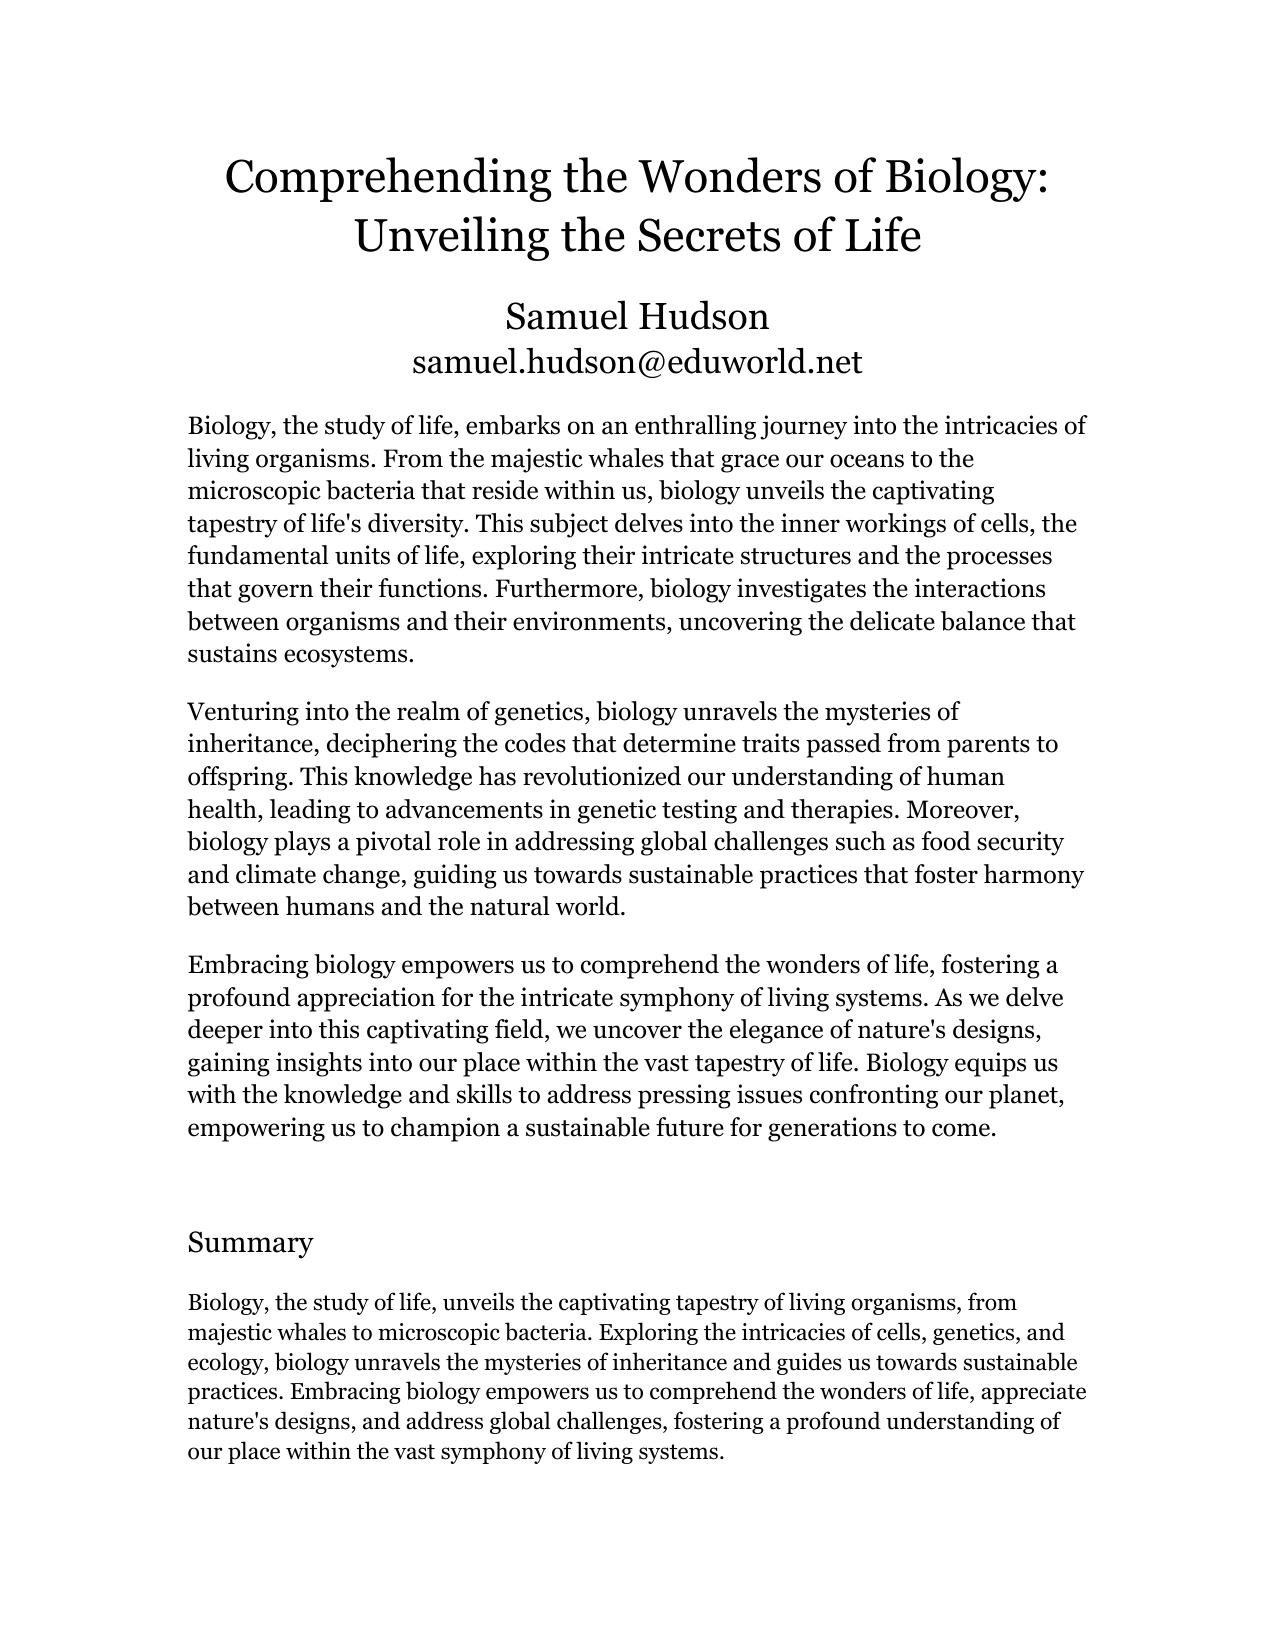 Comprehending the Wonders of Biology:
Unveiling the Secrets of Life
Samuel Hudson
samuel.hudson@eduworld.net
Biology, the study of life, embarks on an enthralling journey into the intricacies of
living organisms. From the majestic whales that grace our oceans to the
microscopic bacteria that reside within us, biology unveils the captivating
tapestry of life's diversity. This subject delves into the inner workings of cells, the
fundamental units of life, exploring their intricate structures and the processes
that govern their functions. Furthermore, biology investigates the interactions
between organisms and their environments, uncovering the delicate balance that
sustains ecosystems.
Venturing into the realm of genetics, biology unravels the mysteries of
inheritance, deciphering the codes that determine traits passed from parents to
offspring. This knowledge has revolutionized our understanding of human
health, leading to advancements in genetic testing and therapies. Moreover,
biology plays a pivotal role in addressing global challenges such as food security
and climate change, guiding us towards sustainable practices that foster harmony
between humans and the natural world.
Embracing biology empowers us to comprehend the wonders of life, fostering a
profound appreciation for the intricate symphony of living systems. As we delve
deeper into this captivating field, we uncover the elegance of nature's designs,
gaining insights into our place within the vast tapestry of life. Biology equips us
with the knowledge and skills to address pressing issues confronting our planet,
empowering us to champion a sustainable future for generations to come.
Summary
Biology, the study of life, unveils the captivating tapestry of living organisms, from
majestic whales to microscopic bacteria. Exploring the intricacies of cells, genetics, and
ecology, biology unravels the mysteries of inheritance and guides us towards sustainable
practices. Embracing biology empowers us to comprehend the wonders of life, appreciate
nature's designs, and address global challenges, fostering a profound understanding of
our place within the vast symphony of living systems.